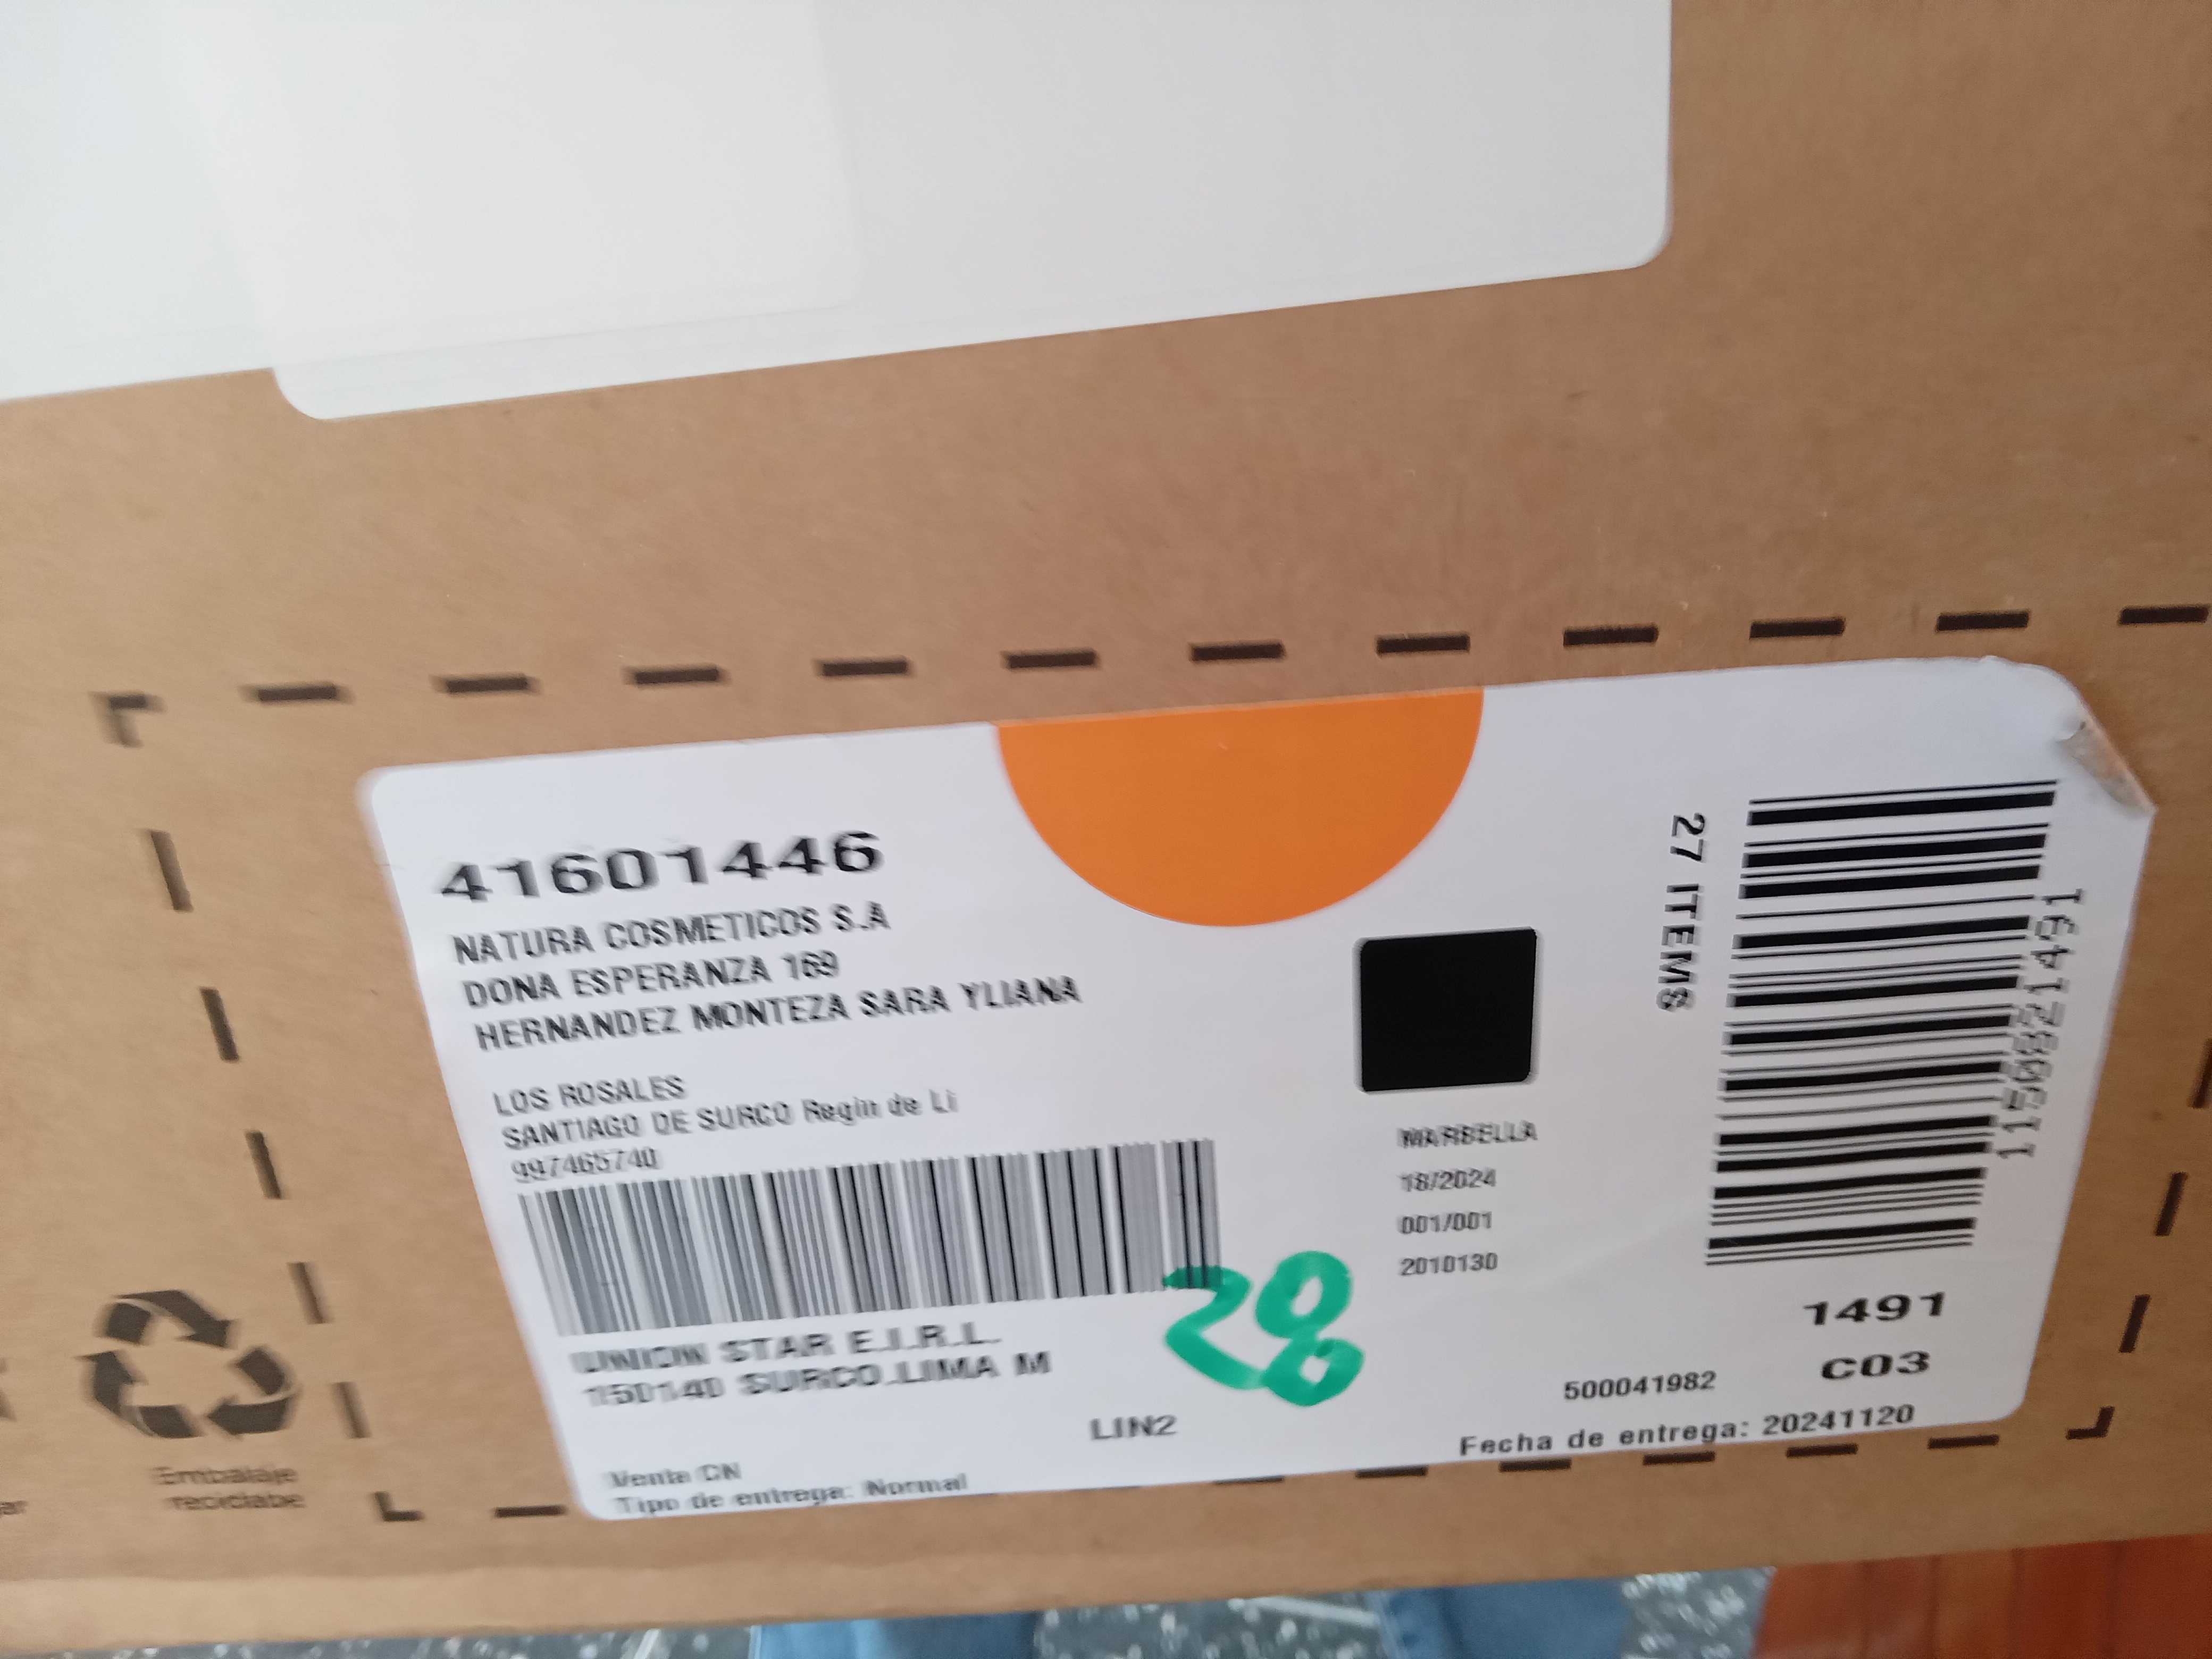 41601446
NATURA COSMETICOS S.A
DONA ESPERANZA 169
HERNANDEZ MONTEZA SARA YLIANA
LOS ROSALES
SANTIAGO DE SURCO Regin de Li
997465740
UNION STAR E.I.R.L.
150140 SURCO..LIMA M
28
LIN2
Venta CN
Tipo de entrega: Normal
MARBELLA
18/2024
001/001
2010130
27 ITEMS
1491
C03
500041982
Fecha de entrega: 20241120
Embalaje
reciclabe